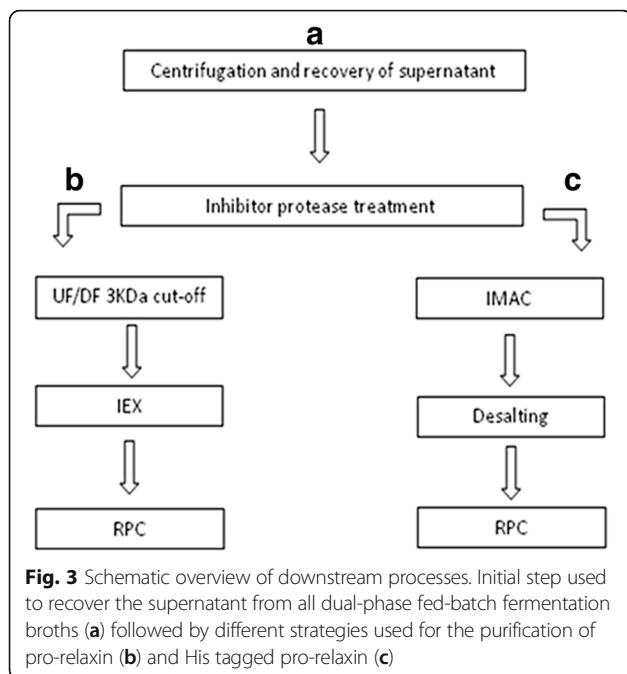 a
Centrifugation and recovery of supernatant
b
c
Inhibitor protease treatment
UF/DF 3KDa cut-off
IMAC
IEX
Desalting
RPC
RPC
Fig. 3 Schematic overview of downstream processes. Initial step used
to recover the supernatant from all dual-phase fed-batch fermentation
broths (a) followed by different strategies used for the purification of
pro-relaxin (b) and His tagged pro-relaxin (c)